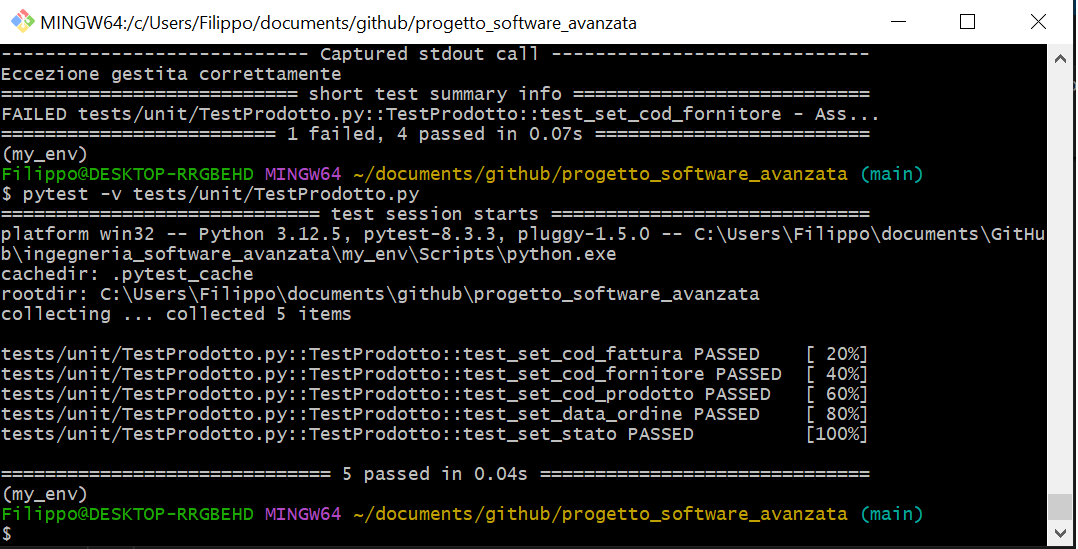 MINGW64:/c/Users/Filippo/documents/github/progetto_software_avanzata
---------------------------- Captured stdout call -----------------------------
Eccezione gestita correttamente
=========================== short test summary info ===========================
FAILED tests/unit/TestProdotto.py::TestProdotto::test_set_cod_fornitore - Ass...
========================= 1 failed, 4 passed in 0.07s =========================
(my_env)
Filippo@DESKTOP-RRGBEHD MINGW64 ~/documents/github/progetto_software_avanzata (main)
$ pytest -v tests/unit/TestProdotto.py
============================= test session starts =============================
platform win32 -- Python 3.12.5, pytest-8.3.3, pluggy-1.5.0 -- C:\Users\Filippo\documents\GitHu
b\ingegneria_software_avanzata\my_env\Scripts\python.exe
cachedir: .pytest_cache
rootdir: C:\Users\Filippo\documents\github\progetto_software_avanzata
collecting ... collected 5 items
tests/unit/TestProdotto.py::TestProdotto::test_set_cod_fattura PASSED    [ 20%]
tests/unit/TestProdotto.py::TestProdotto::test_set_cod_fornitore PASSED  [ 40%]
tests/unit/TestProdotto.py::TestProdotto::test_set_cod_prodotto PASSED   [ 60%]
tests/unit/TestProdotto.py::TestProdotto::test_set_data_ordine PASSED    [ 80%]
tests/unit/TestProdotto.py::TestProdotto::test_set_stato PASSED          [100%]
============================== 5 passed in 0.04s ==============================
(my_env)
Filippo@DESKTOP-RRGBEHD MINGW64 ~/documents/github/progetto_software_avanzata (main)
$